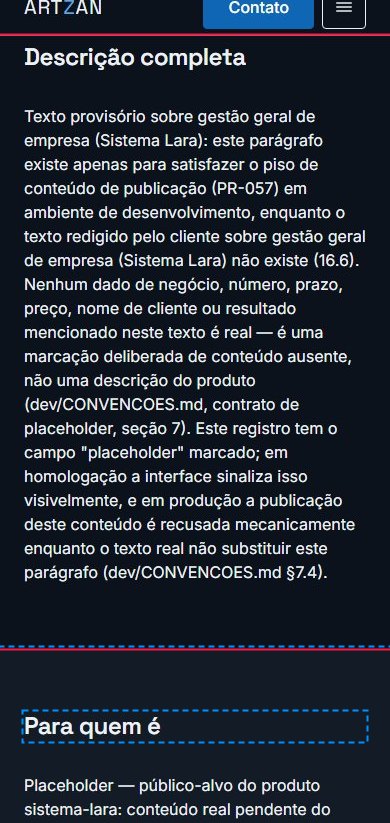 ARTZAN
Contato
Descrição completa
Texto provisório sobre gestão geral de
empresa (Sistema Lara): este parágrafo
existe apenas para satisfazer o piso de
conteúdo de publicação (PR-057) em
ambiente de desenvolvimento, enquanto o
texto redigido pelo cliente sobre gestão geral
de empresa (Sistema Lara) não existe (16.6).
Nenhum dado de negócio, número, prazo,
preço, nome de cliente ou resultado
mencionado neste texto é real — é uma
marcação deliberada de conteúdo ausente,
não uma descrição do produto
(dev/CONVENCOES.md, contrato de
placeholder, seção 7). Este registro tem o
campo "placeholder" marcado; em
homologação a interface sinaliza isso
visivelmente, e em produção a publicação
deste conteúdo é recusada mecanicamente
enquanto o texto real não substituir este
parágrafo (dev/CONVENCOES.md §7.4).
Para quem é
Placeholder — público-alvo do produto
sistema-lara: conteúdo real pendente do